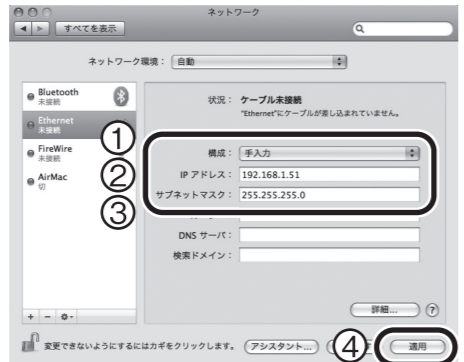 ネットワーク
すべてを表示
ネットワーク環境： 自動
Bluetooth
未接続
Ethernet
未接続
FireWire
未接続
AirMac
切
状況： ケーブル未接続
"Ethernet"にケーブルが差し込まれていません。
① 構成： 手入力
② IP アドレス： 192.168.1.51
③ サブネットマスク： 255.255.255.0
DNS サーバ：
検索ドメイン：
詳細... ?
+ −
変更できないようにするにはカギをクリックします。 アシスタント... ④ 適用